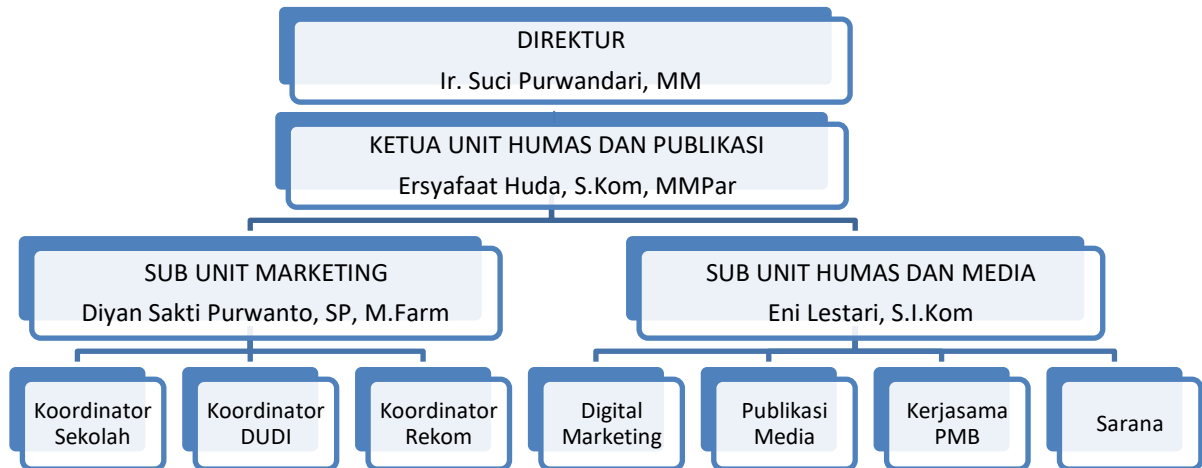 DIREKTUR
Ir. Suci Purwandari, MM
KETUA UNIT HUMAS DAN PUBLIKASI
Ersyafaat Huda, S.Kom, MMPar
SUB UNIT MARKETING
Diyan Sakti Purwanto, SP, M.Farm
SUB UNIT HUMAS DAN MEDIA
Eni Lestari, S.I.Kom
Koordinator
Sekolah
Koordinator
DUDI
Koordinator
Rekom
Digital
Marketing
Publikasi
Media
Kerjasama
PMB
Sarana